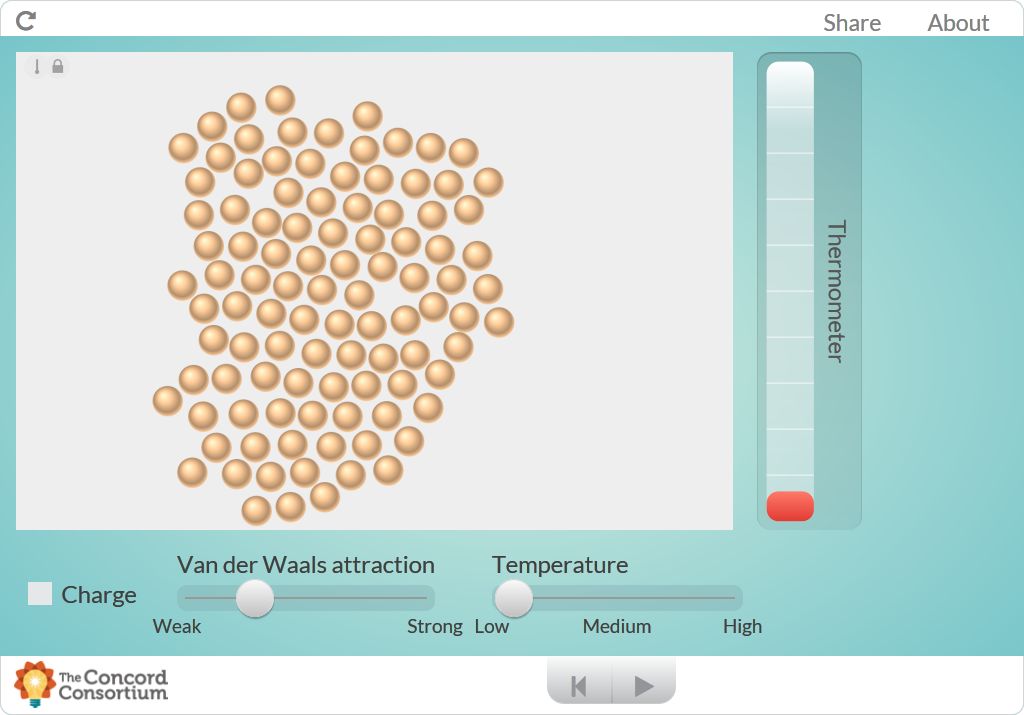 Share About
Thermometer
Van der Waals attraction Temperature
Charge
Weak Strong Low Medium High
The Concord
Consortium